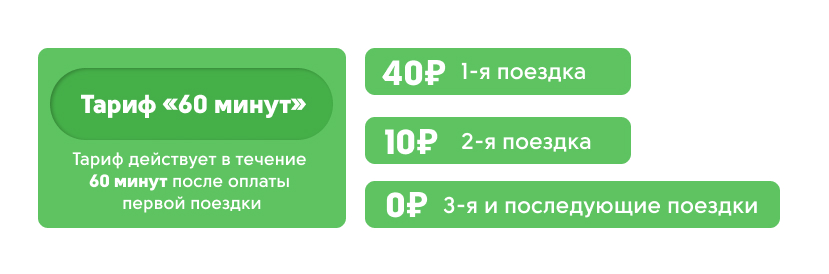 Тариф «60 минут»
Тариф действует в течение
60 минут после оплаты
первой поездки
40₽ 1-я поездка
10₽ 2-я поездка
0₽ 3-я и последующие поездки